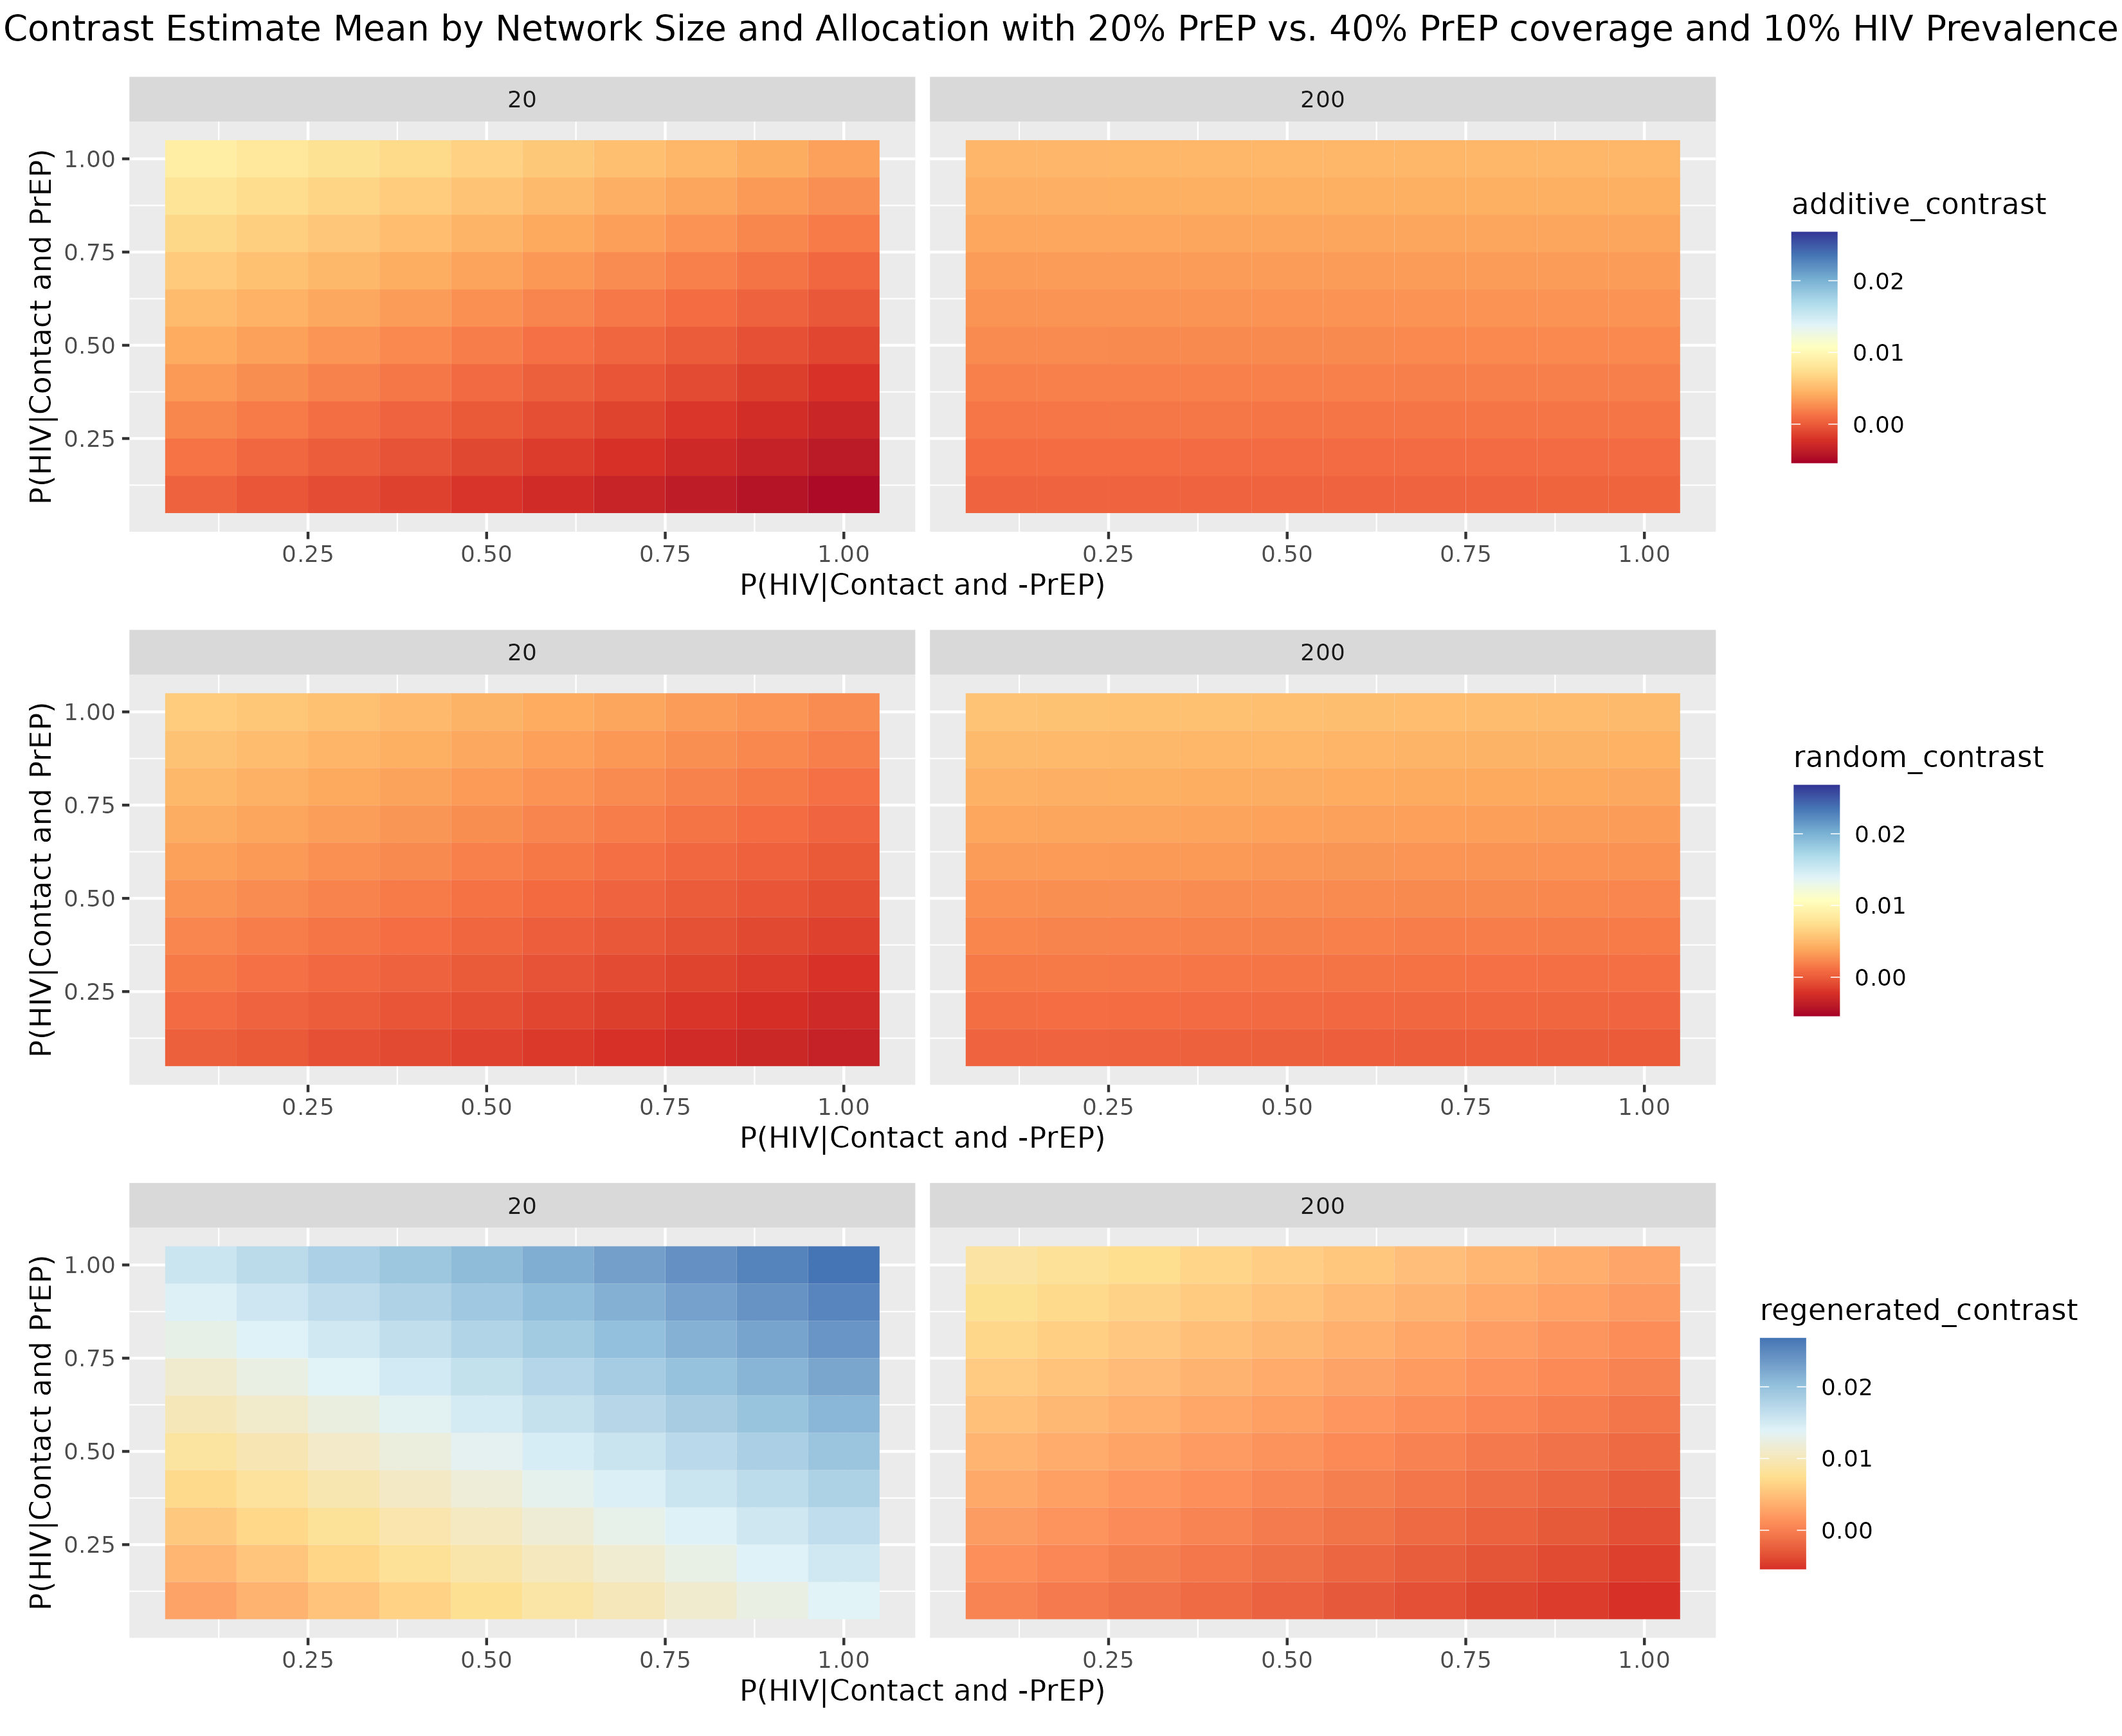 Contrast Estimate Mean by Network Size and Allocation with 20% PrEP vs. 40% PrEP coverage and 10% HIV Prevalence
20
200
P(HIV|Contact and PrEP)
1.00
0.75
0.50
0.25
0.25 0.50 0.75 1.00
0.25 0.50 0.75 1.00
P(HIV|Contact and -PrEP)
additive_contrast
0.02
0.01
0.00
20
200
P(HIV|Contact and PrEP)
1.00
0.75
0.50
0.25
0.25 0.50 0.75 1.00
0.25 0.50 0.75 1.00
P(HIV|Contact and -PrEP)
random_contrast
0.02
0.01
0.00
20
200
P(HIV|Contact and PrEP)
1.00
0.75
0.50
0.25
0.25 0.50 0.75 1.00
0.25 0.50 0.75 1.00
P(HIV|Contact and -PrEP)
regenerated_contrast
0.02
0.01
0.00